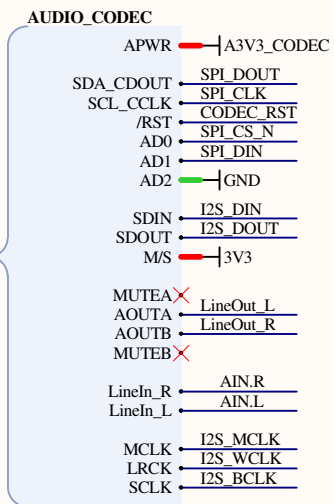 AUDIO_CODEC
APWR A3V3_CODEC
SDA_CDOUT SPI_DOUT
SCL_CCLK SPI_CLK
/RST CODEC_RST
AD0 SPI_CS_N
AD1 SPI_DIN
AD2 GND
SDIN I2S_DIN
SDOUT I2S_DOUT
M/S 3V3
MUTEA
AOUTA LineOut_L
AOUTB LineOut_R
MUTEB
LineIn_R AIN.R
LineIn_L AIN.L
MCLK I2S_MCLK
LRCK I2S_WCLK
SCLK I2S_BCLK